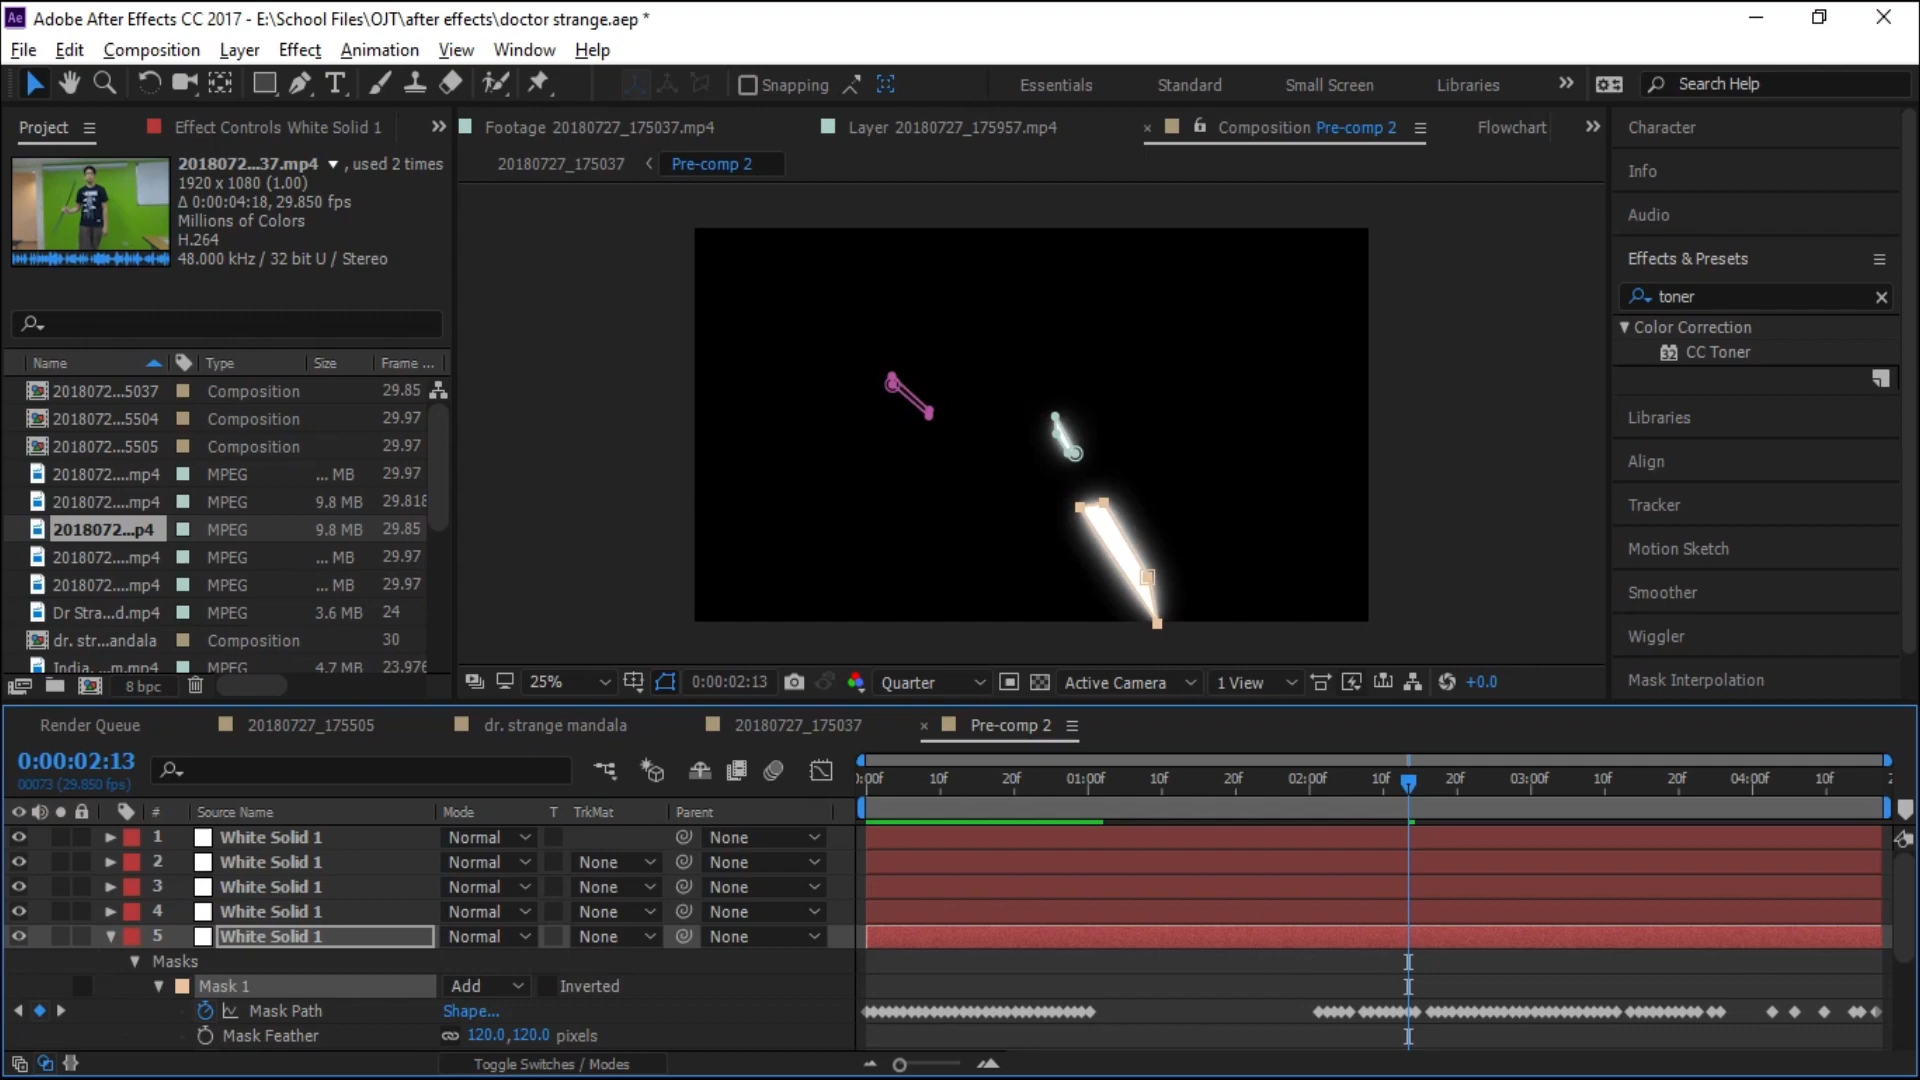 Adobe After Effects CC 2017 - E:\School Files\OJT\after effects\doctor strange.aep *
File Edit Composition Layer Effect Animation View Window Help
Snapping Essentials Standard Small Screen Libraries Search Help
Project Effect Controls White Solid 1 Footage 20180727_175037.mp4 Layer 20180727_175957.mp4 Composition Pre-comp 2 Flowchart Character
2018072...37.mp4 , used 2 times 20180727_175037 Pre-comp 2
1920 x 1080 (1.00) Info
Δ 0:00:04:18, 29.850 fps
Millions of Colors Audio
H.264
48.000 kHz / 32 bit U / Stereo Effects & Presets
toner
Color Correction
32 CC Toner
Name Type Size Frame ...
2018072...5037 Composition 29.85
2018072...5504 Composition 29.97 Libraries
2018072...5505 Composition 29.97 Align
2018072....mp4 MPEG ... MB 29.97
2018072....mp4 MPEG 9.8 MB 29.818 Tracker
2018072...p4 MPEG 9.8 MB 29.85
2018072....mp4 MPEG ... MB 29.97 Motion Sketch
2018072....mp4 MPEG ... MB 29.97 Smoother
Dr Stra...d.mp4 MPEG 3.6 MB 24
dr. str...andala Composition 30 Wiggler
India. ...m.mp4 MPEG 4.7 MB 23.976
8 bpc 25% 0:00:02:13 Quarter Active Camera 1 View +0.0 Mask Interpolation
Render Queue 20180727_175505 dr. strange mandala 20180727_175037 Pre-comp 2
0:00:02:13
00073 (29.850 fps) ):00f 10f 20f 01:00f 10f 20f 02:00f 10f 20f 03:00f 10f 20f 04:00f 10f 2
# Source Name Mode T TrkMat Parent
1 White Solid 1 Normal None
2 White Solid 1 Normal None None
3 White Solid 1 Normal None None
4 White Solid 1 Normal None None
5 White Solid 1 Normal None None
Masks
Mask 1 Add Inverted
Mask Path Shape...
Mask Feather 120.0,120.0 pixels
Toggle Switches / Modes